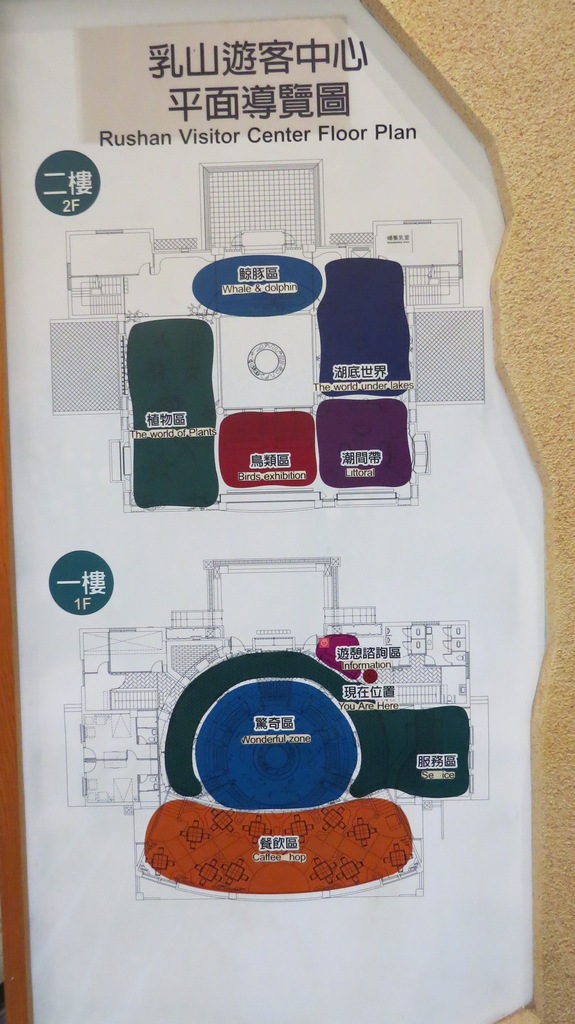 乳山遊客中心
平面導覽圖
Rushan Visitor Center Floor Plan
二樓
2F
鯨豚區
Whale & dolphin
湖底世界
The world under lakes
植物區
The world of Plants
鳥類區
Birds exhibition
潮間帶
Littoral
一樓
1F
遊憩諮詢區
Information
現在位置
You Are Here
驚奇區
Wonderful zone
服務區
Se ice
餐飲區
Caffee hop